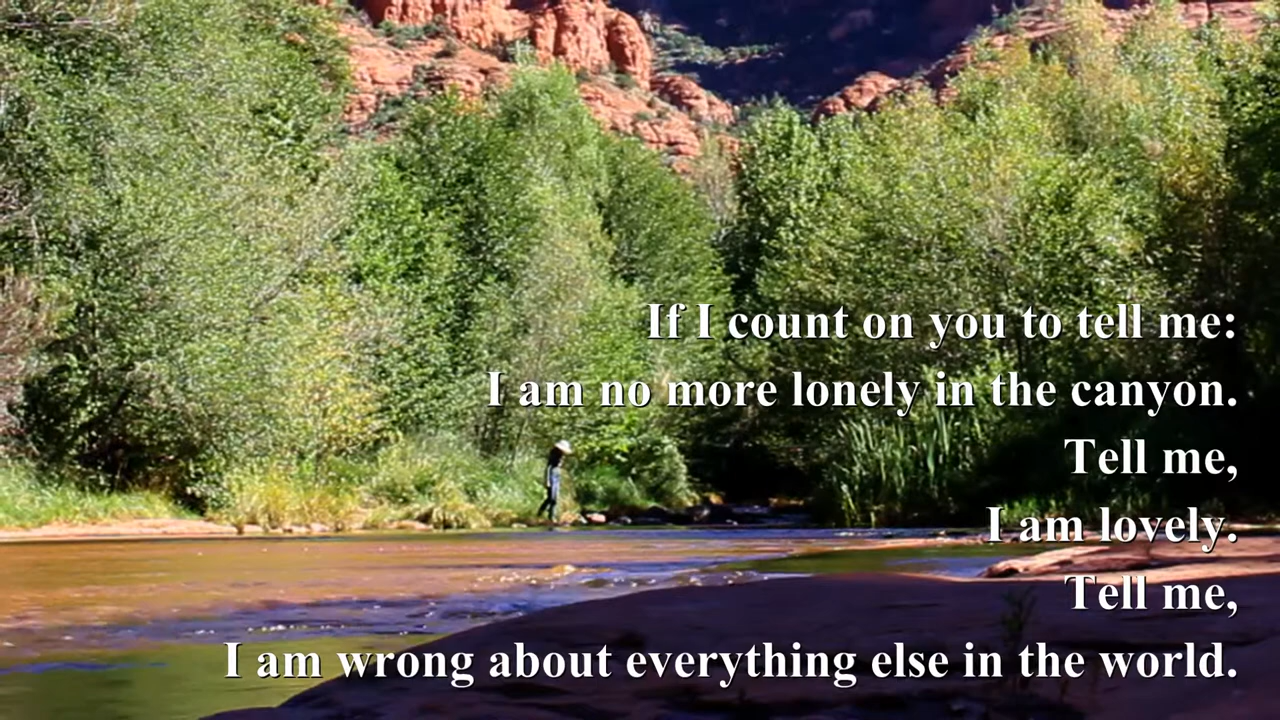 If I count on you to tell me:
I am no more lonely in the canyon.
Tell me,
I am lovely.
Tell me,
I am wrong about everything else in the world.